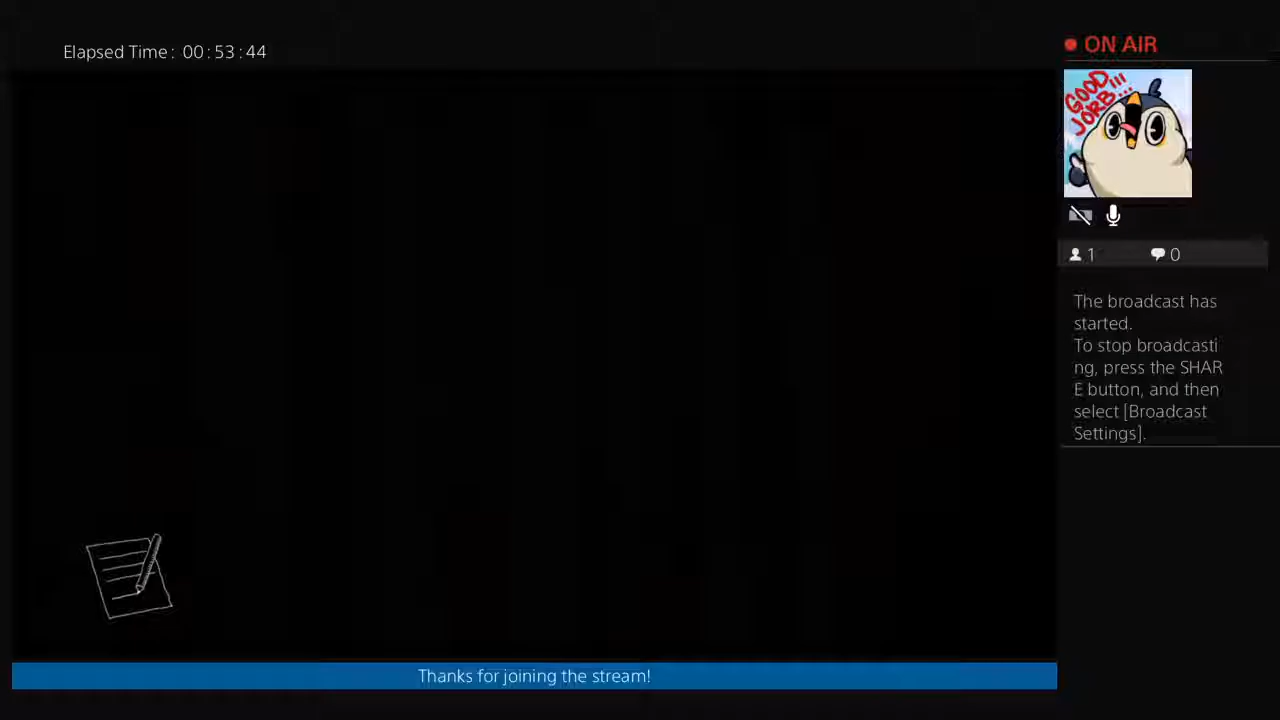 Elapsed Time: 00:53:44
ON AIR
GOOD
JORB!!!...
1
0
The broadcast has
started.
To stop broadcasti
ng, press the SHAR
E button, and then
select [Broadcast
Settings].
Thanks for joining the stream!